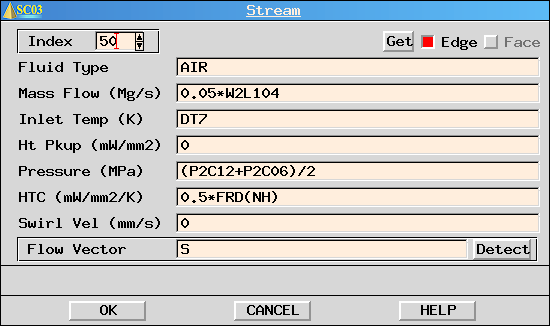 SC03 Stream
Index 50 Get Edge Face
Fluid Type AIR
Mass Flow (Mg/s) 0.05*W2L104
Inlet Temp (K) DT7
Ht Pkup (mW/mm2) 0
Pressure (MPa) (P2C12+P2C06)/2
HTC (mW/mm2/K) 0.5*FRD(NH)
Swirl Vel (mm/s) 0
Flow Vector S Detect
OK CANCEL HELP